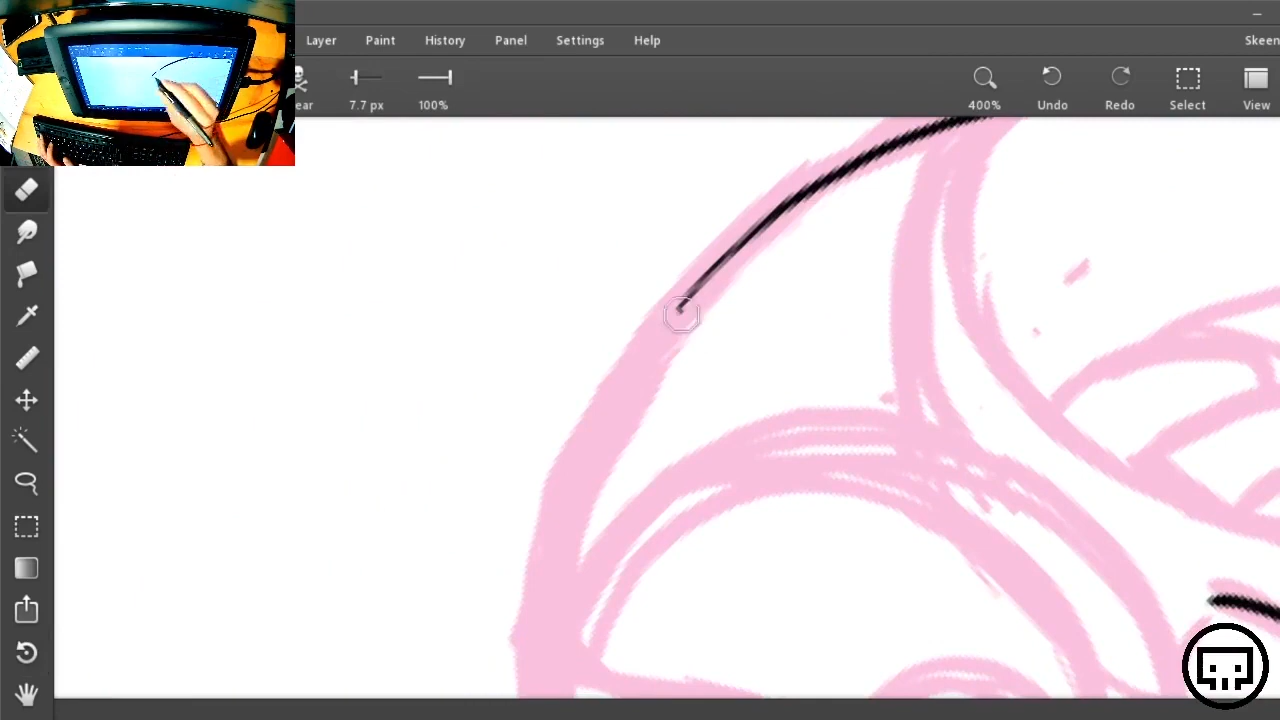 Layer Paint History Panel Settings Help Skeen
ear 7.7 px 100% 400% Undo Redo Select View